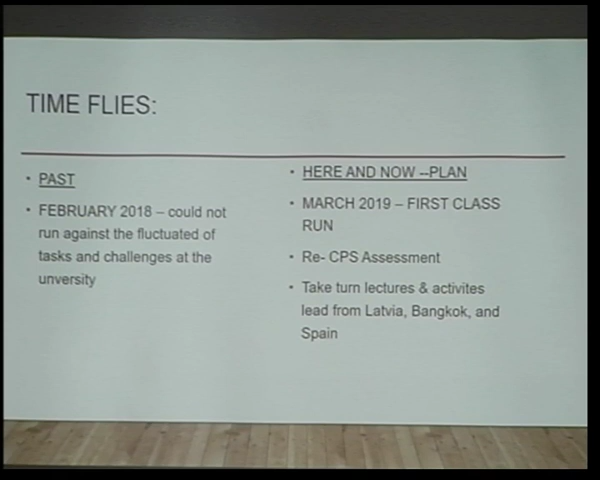 TIME FLIES:
• PAST
• FEBRUARY 2018 – could not
run against the fluctuated of
tasks and challenges at the
unversity
• HERE AND NOW --PLAN
• MARCH 2019 – FIRST CLASS
RUN
• Re- CPS Assessment
• Take turn lectures & activites
lead from Latvia, Bangkok, and
Spain